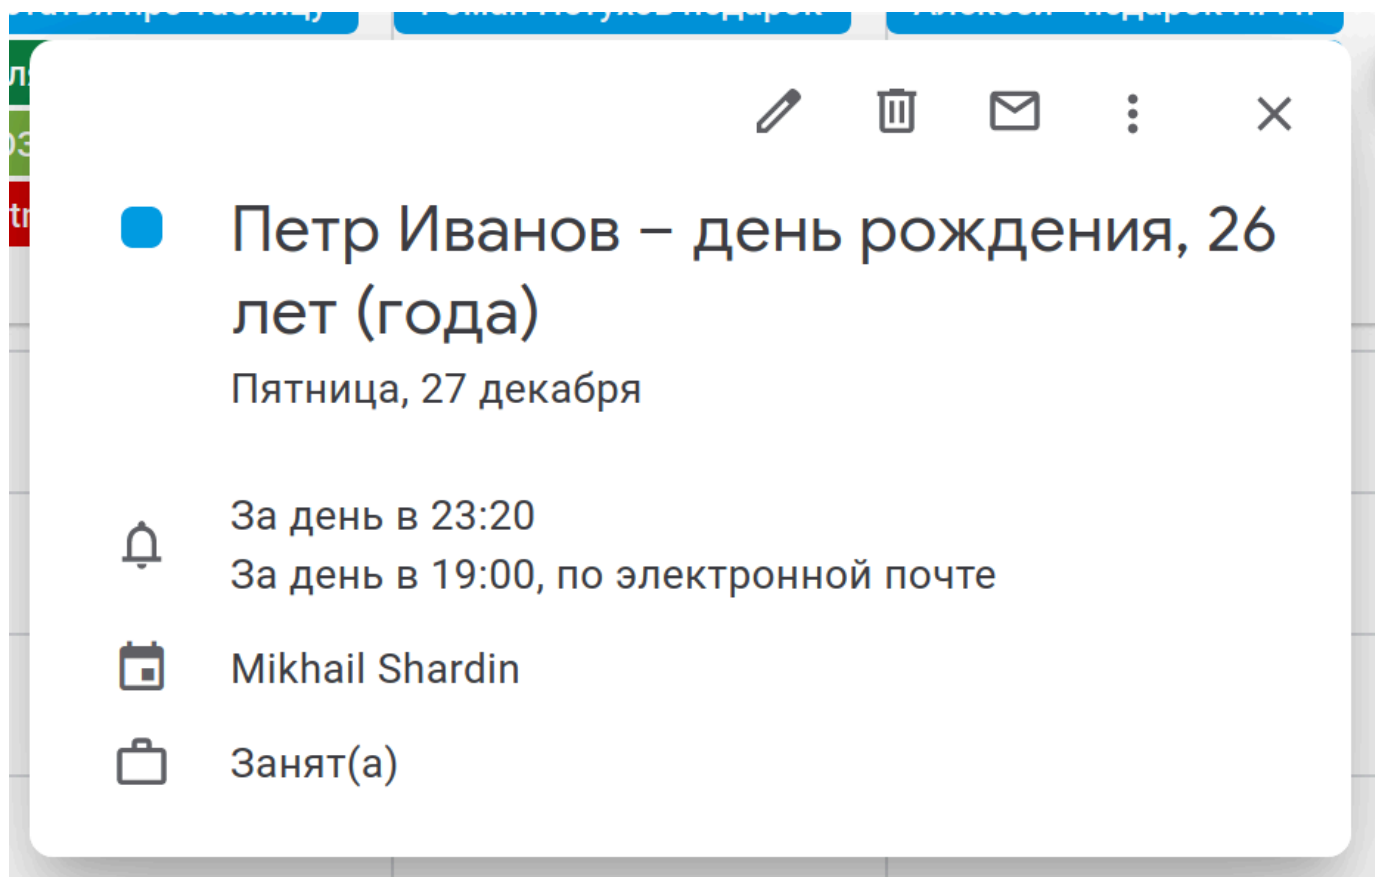 Петр Иванов – день рождения, 26
лет (года)
Пятница, 27 декабря
За день в 23:20
За день в 19:00, по электронной почте
Mikhail Shardin
Занят(а)